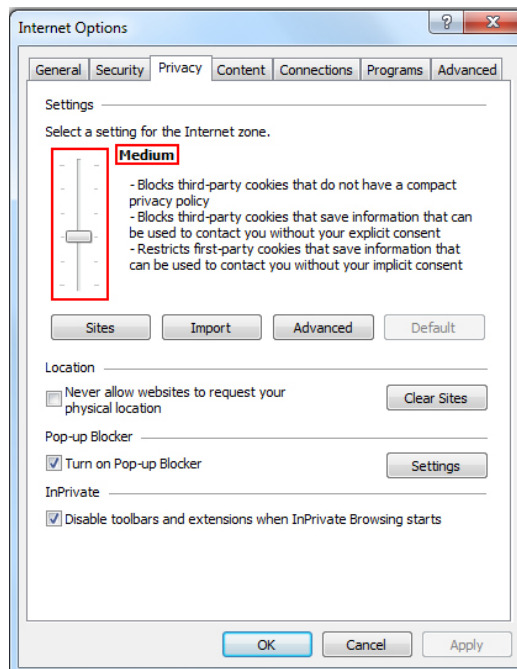 Internet Options
General Security Privacy Content Connections Programs Advanced
Settings
Select a setting for the Internet zone.
Medium
- Blocks third-party cookies that do not have a compact
privacy policy
- Blocks third-party cookies that save information that can
be used to contact you without your explicit consent
- Restricts first-party cookies that save information that
can be used to contact you without your implicit consent
Sites Import Advanced Default
Location
Never allow websites to request your
physical location
Clear Sites
Pop-up Blocker
Turn on Pop-up Blocker
Settings
InPrivate
Disable toolbars and extensions when InPrivate Browsing starts
OK Cancel Apply